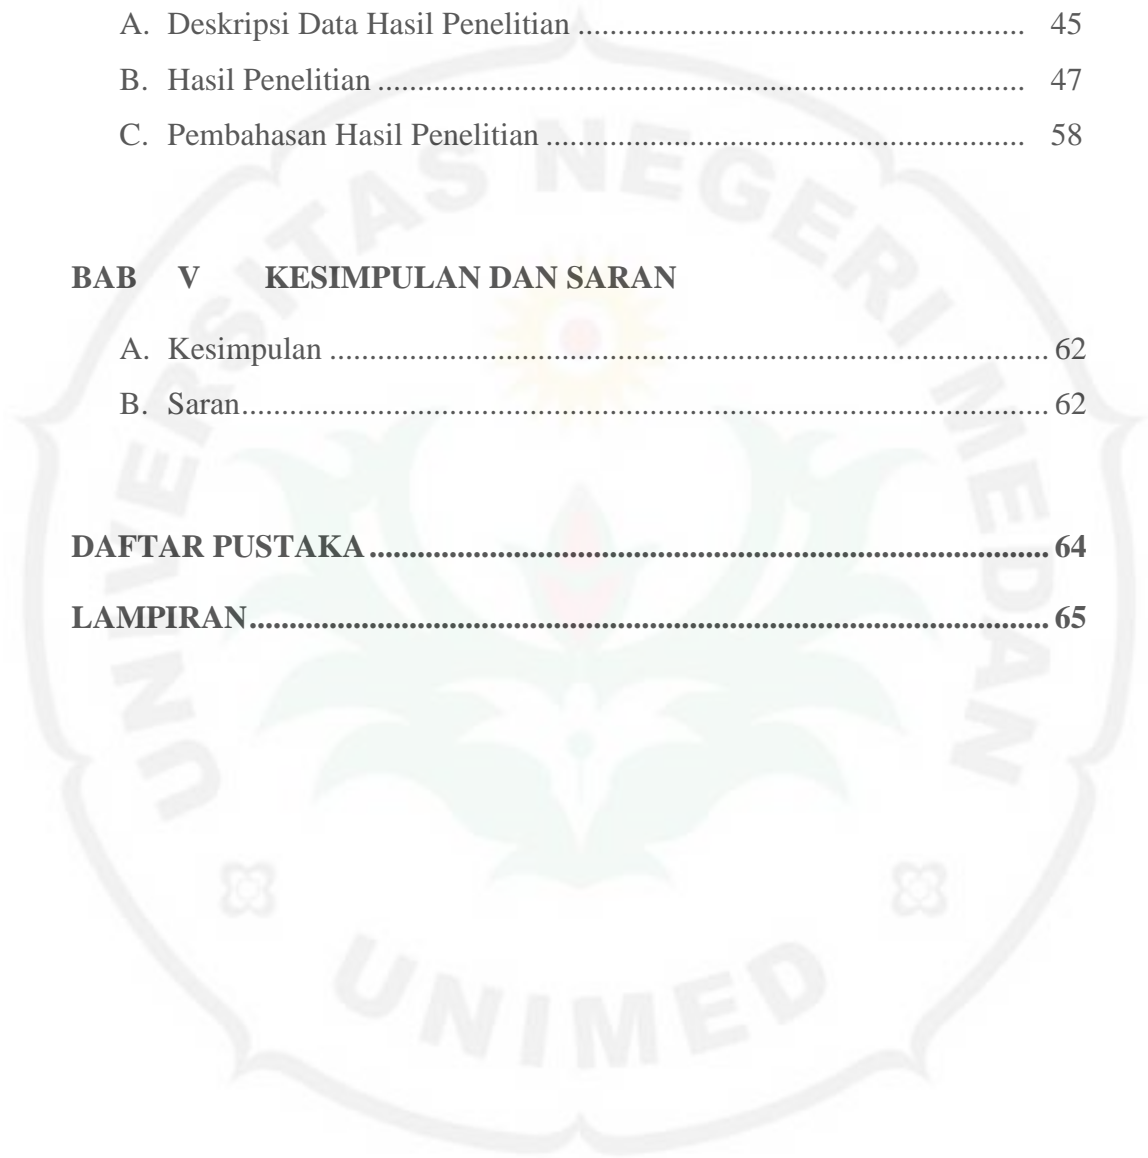 A. Deskripsi Data Hasil Penelitian ........................................................ 45
B. Hasil Penelitian ................................................................................. 47
C. Pembahasan Hasil Penelitian ............................................................ 58
BAB V KESIMPULAN DAN SARAN
A. Kesimpulan .......................................................................................... 62
B. Saran..................................................................................................... 62
DAFTAR PUSTAKA ..................................................................................... 64
LAMPIRAN.................................................................................................... 65
UNIVERSITAS NEGERI MEDAN
UNIMED